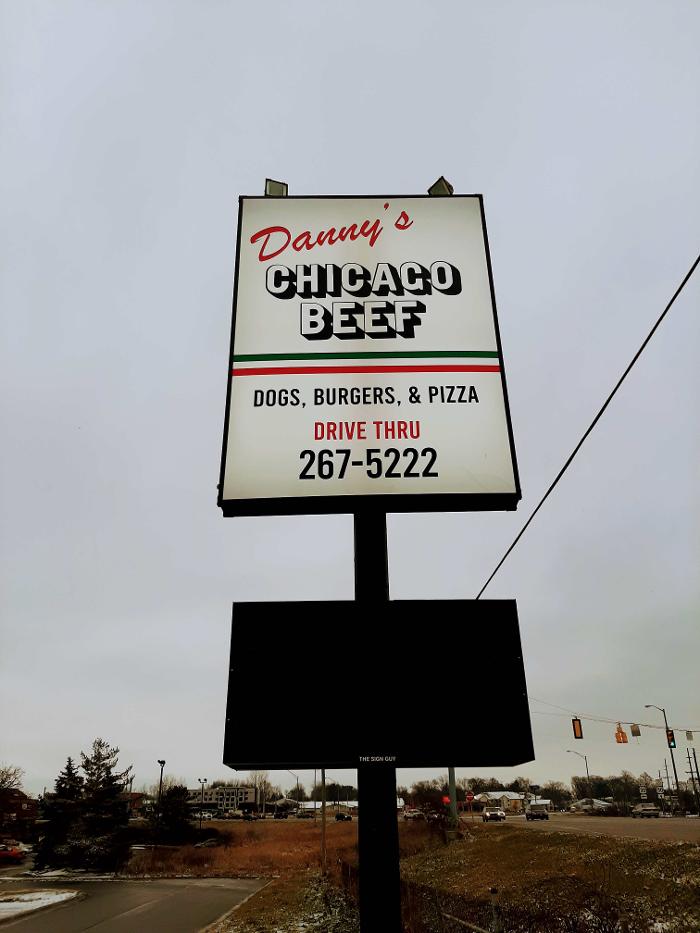 Danny's
CHICAGO
BEEF
DOGS, BURGERS, & PIZZA
DRIVE THRU
267-5222
THE SIGN GUY